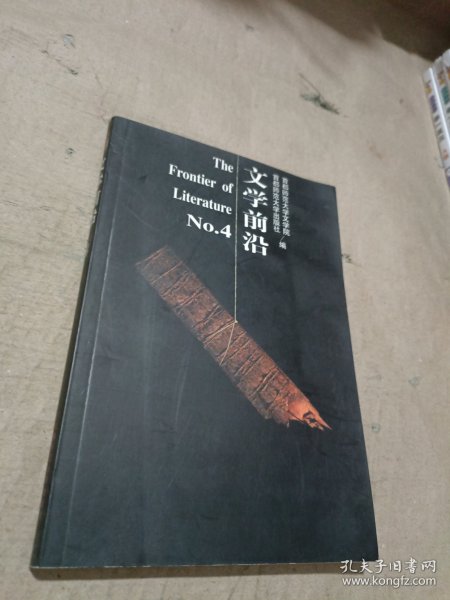 The
Frontier of
Literature
No.4
文学前沿
首都师范大学文学院
首都师范大学出版社
编
孔夫子旧书网
www.kongfz.com